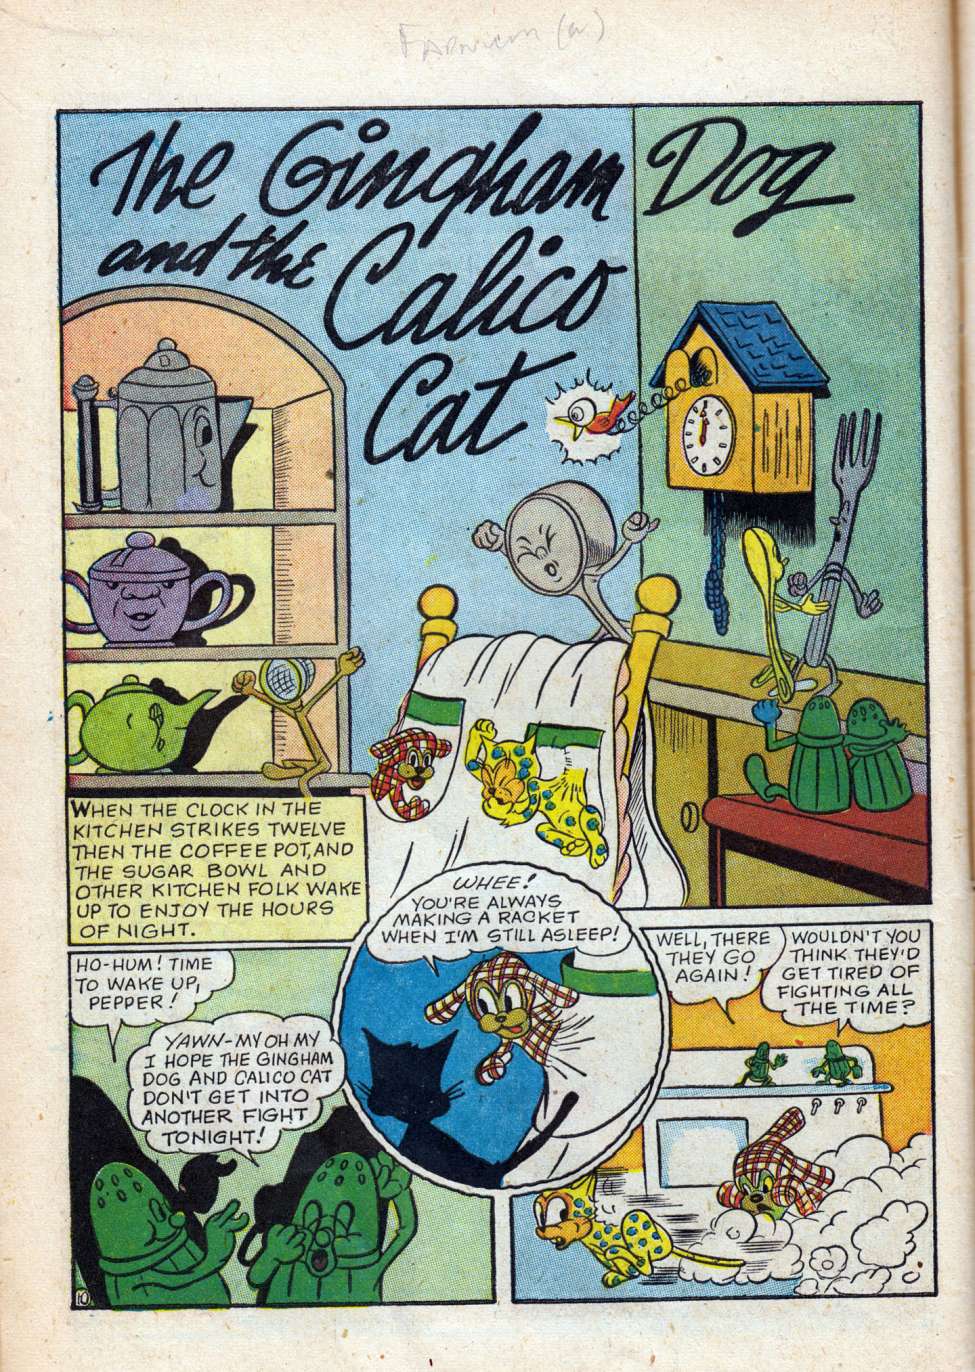 The Gingham Dog
and the Calico
Cat
D
WHEN THE CLOCK IN THE
KITCHEN STRIKES TWELVE
THEN THE COFFEE POT, AND
THE SUGAR BOWL AND
OTHER KITCHEN FOLK WAKE
UP TO ENJOY THE HOURS
OF NIGHT.
WHEE!
YOU'RE ALWAYS
MAKING A RACKET
WHEN I'M STILL ASLEEP!
HO-HUM! TIME
TO WAKE UP,
PEPPER!
YAWN-MY OH MY
I HOPE THE GINGHAM
DOG AND CALICO CAT
DON'T GET INTO
ANOTHER FIGHT
TONIGHT!
WELL, THERE
THEY GO
AGAIN!
WOULDN'T YOU
THINK THEY'D
GET TIRED OF
FIGHTING ALL
THE TIME?
10